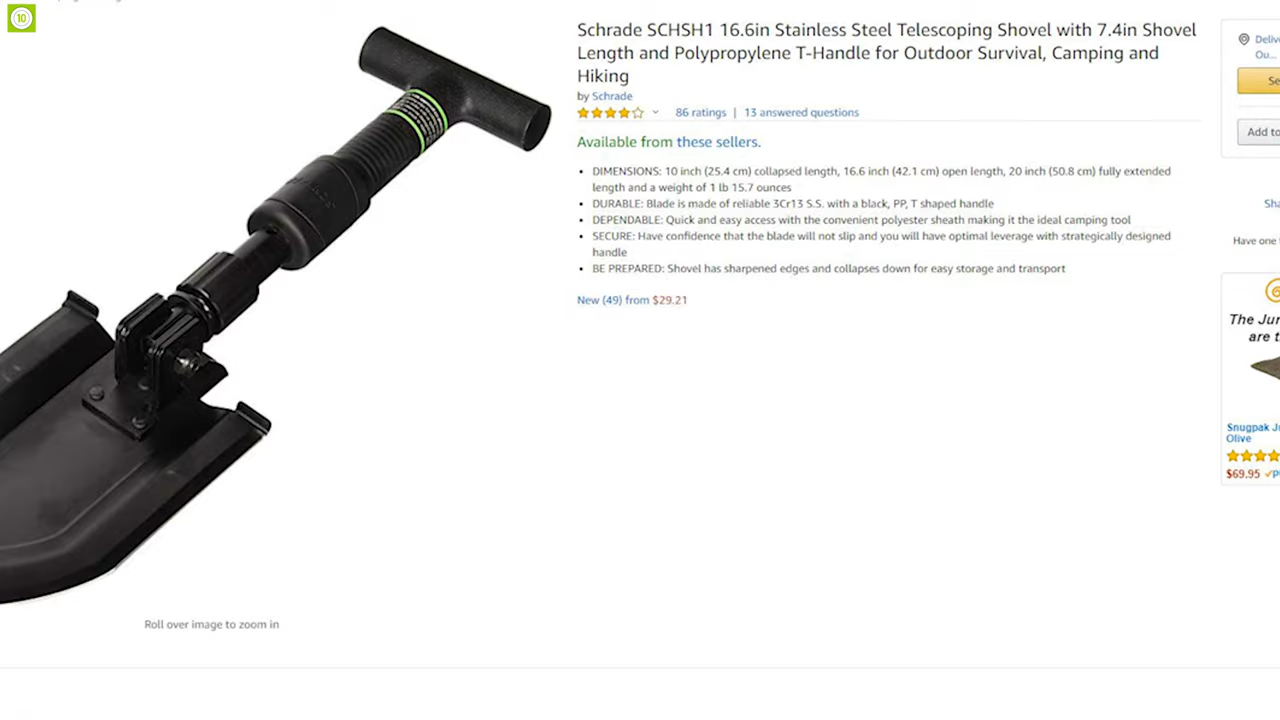 10
Schrade SCHSH1 16.6in Stainless Steel Telescoping Shovel with 7.4in Shovel
Length and Polypropylene T-Handle for Outdoor Survival, Camping and
Hiking
by Schrade
86 ratings | 13 answered questions
Available from these sellers.
• DIMENSIONS: 10 inch (25.4 cm) collapsed length, 16.6 inch (42.1 cm) open length, 20 inch (50.8 cm) fully extended
length and a weight of 1 lb 15.7 ounces
• DURABLE: Blade is made of reliable 3Cr13 S.S. with a black, PP, T shaped handle
• DEPENDABLE: Quick and easy access with the convenient polyester sheath making it the ideal camping tool
• SECURE: Have confidence that the blade will not slip and you will have optimal leverage with strategically designed
handle
• BE PREPARED: Shovel has sharpened edges and collapses down for easy storage and transport
New (49) from $29.21
Roll over image to zoom in
Delive
Ou...
Se
Add to
Sha
Have one
The Jun
are t
Snugpak Ju
Olive
$69.95